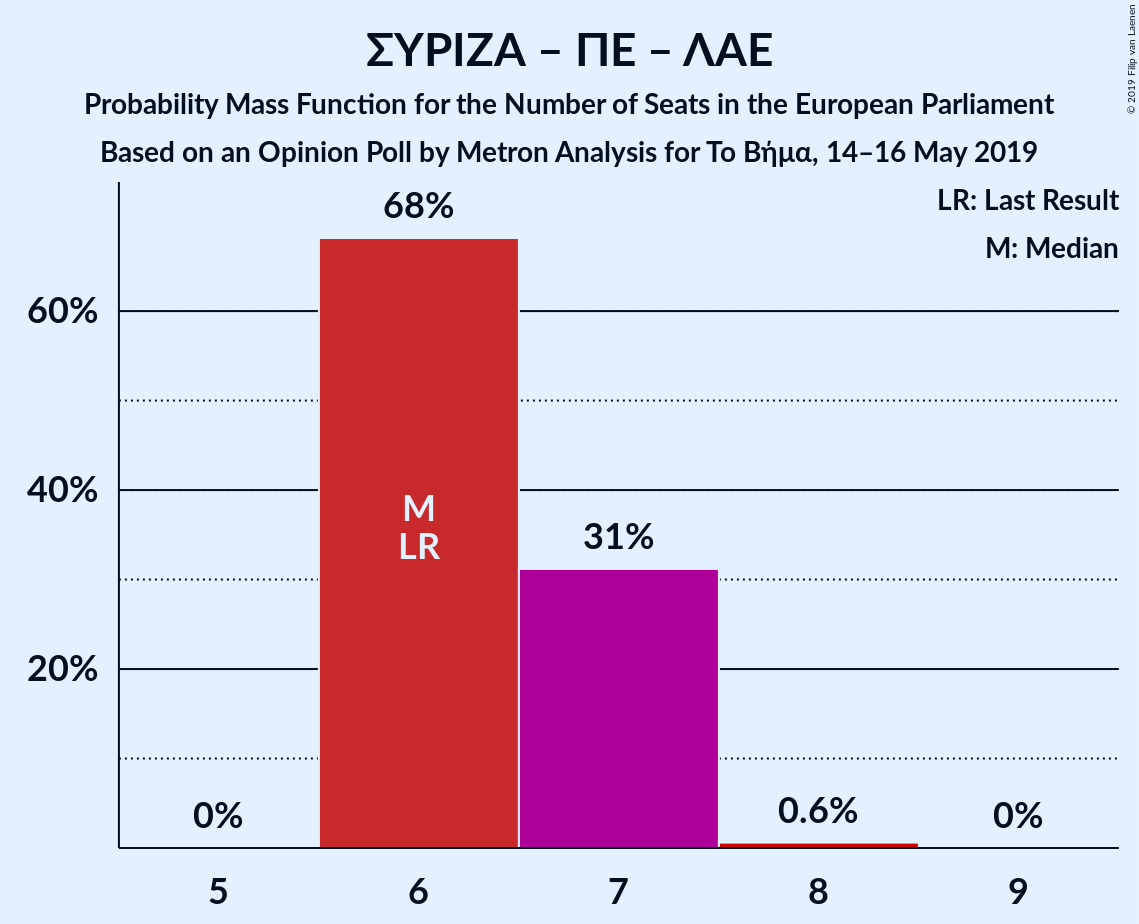 ΣΥΡΙΖΑ – ΠΕ – ΛΑΕ
Probability Mass Function for the Number of Seats in the European Parliament
Based on an Opinion Poll by Metron Analysis for Το Βήμα, 14–16 May 2019
© 2019 Filip van Laenen
LR: Last Result
M: Median
68%
60%
40%
M
LR
31%
20%
0%
0.6%
0%
5
6
7
8
9